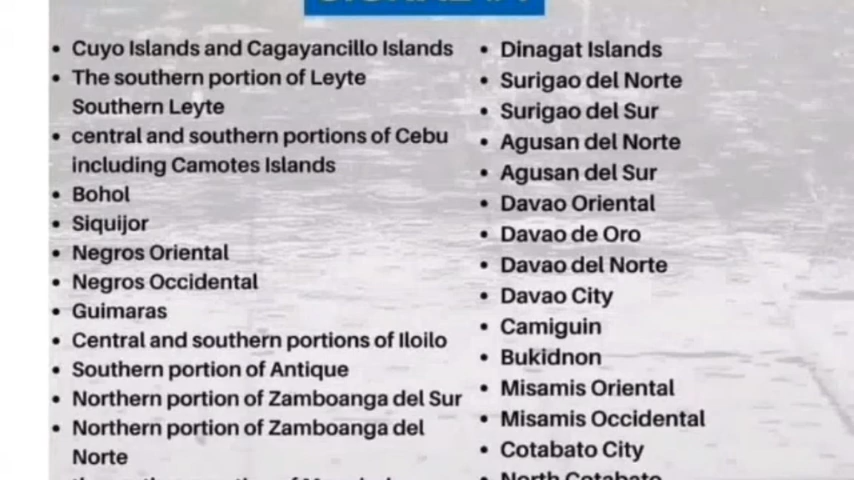 • Cuyo Islands and Cagayancillo Islands
• The southern portion of Leyte
Southern Leyte
• central and southern portions of Cebu
including Camotes Islands
• Bohol
• Siquijor
• Negros Oriental
• Negros Occidental
• Guimaras
• Central and southern portions of Iloilo
• Southern portion of Antique
• Northern portion of Zamboanga del Sur
• Northern portion of Zamboanga del
Norte
• Dinagat Islands
• Surigao del Norte
• Surigao del Sur
• Agusan del Norte
• Agusan del Sur
• Davao Oriental
• Davao de Oro
• Davao del Norte
• Davao City
• Camiguin
• Bukidnon
• Misamis Oriental
• Misamis Occidental
• Cotabato City
• North Cotabato